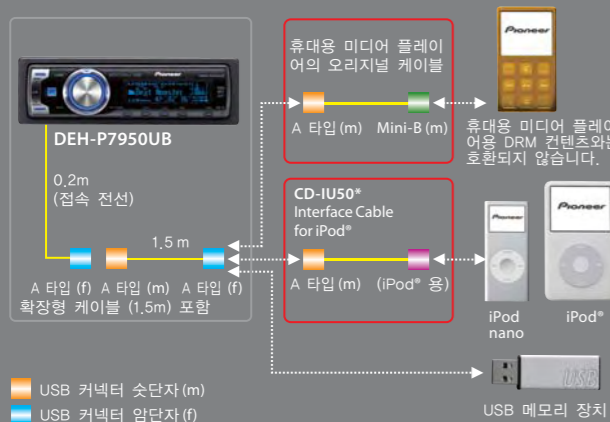 Pioneer
DEH-P7950UB
0.2m
(접속 전선)
1.5 m
A 타입 (f)
A 타입 (m)
A 타입 (f)
확장형 케이블 (1.5m) 포함
휴대용 미디어 플레이
어의 오리지널 케이블
A 타입 (m)
Mini-B (m)
CD-IU50*
Interface Cable
for iPod®
A 타입 (m)
(iPod® 용)
Pioneer
휴대용 미디어 플레이
어용 DRM 컨텐츠와는
호환되지 않습니다.
Pioneer
iPod
nano
Pioneer
iPod®
USB
USB 메모리 장치
USB 커넥터 숫단자 (m)
USB 커넥터 암단자 (f)